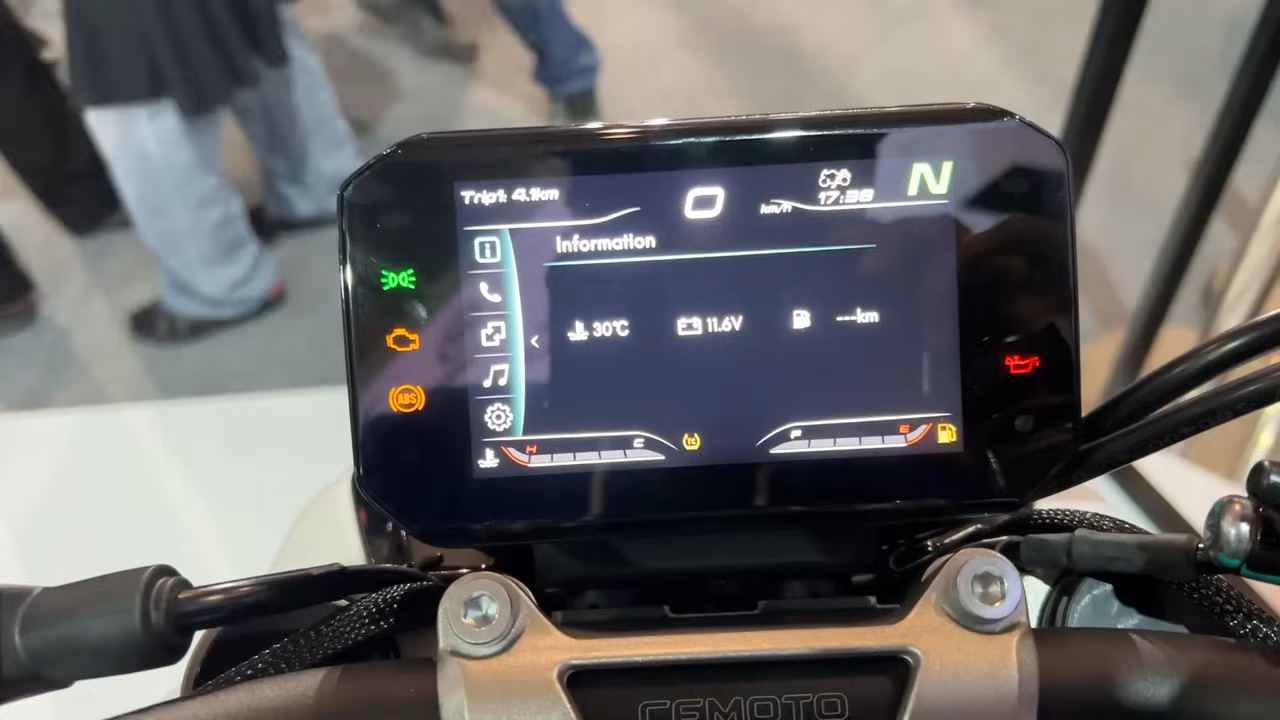 Trip1: 4.1km
0
km/h
17:38
N
Information
30℃
11.6V
---km
ABS
H
C
TC
F
E
CFMOTO